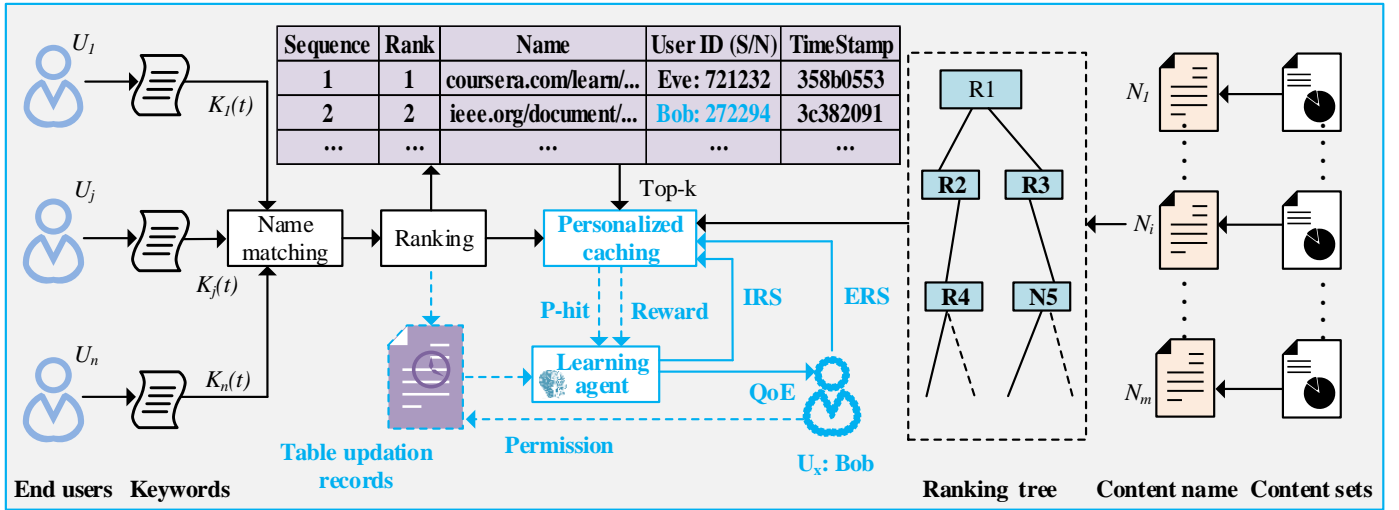 U1
Uj
Un
K1(t)
Kj(t)
Kn(t)
End users
Keywords
Name
matching
Ranking
Sequence Rank Name User ID (S/N) TimeStamp
1 1 coursera.com/learn/... Eve: 721232 358b0553
2 2 ieee.org/document/... Bob: 272294 3c382091
... ... ... ... ...
Top-k
Personalized
caching
P-hit
Reward
IRS
ERS
Learning
agent
QoE
Permission
Table updation
records
Ux: Bob
R1
R2
R3
R4
N5
Ranking tree
N1
Ni
Nm
Content name
Content sets